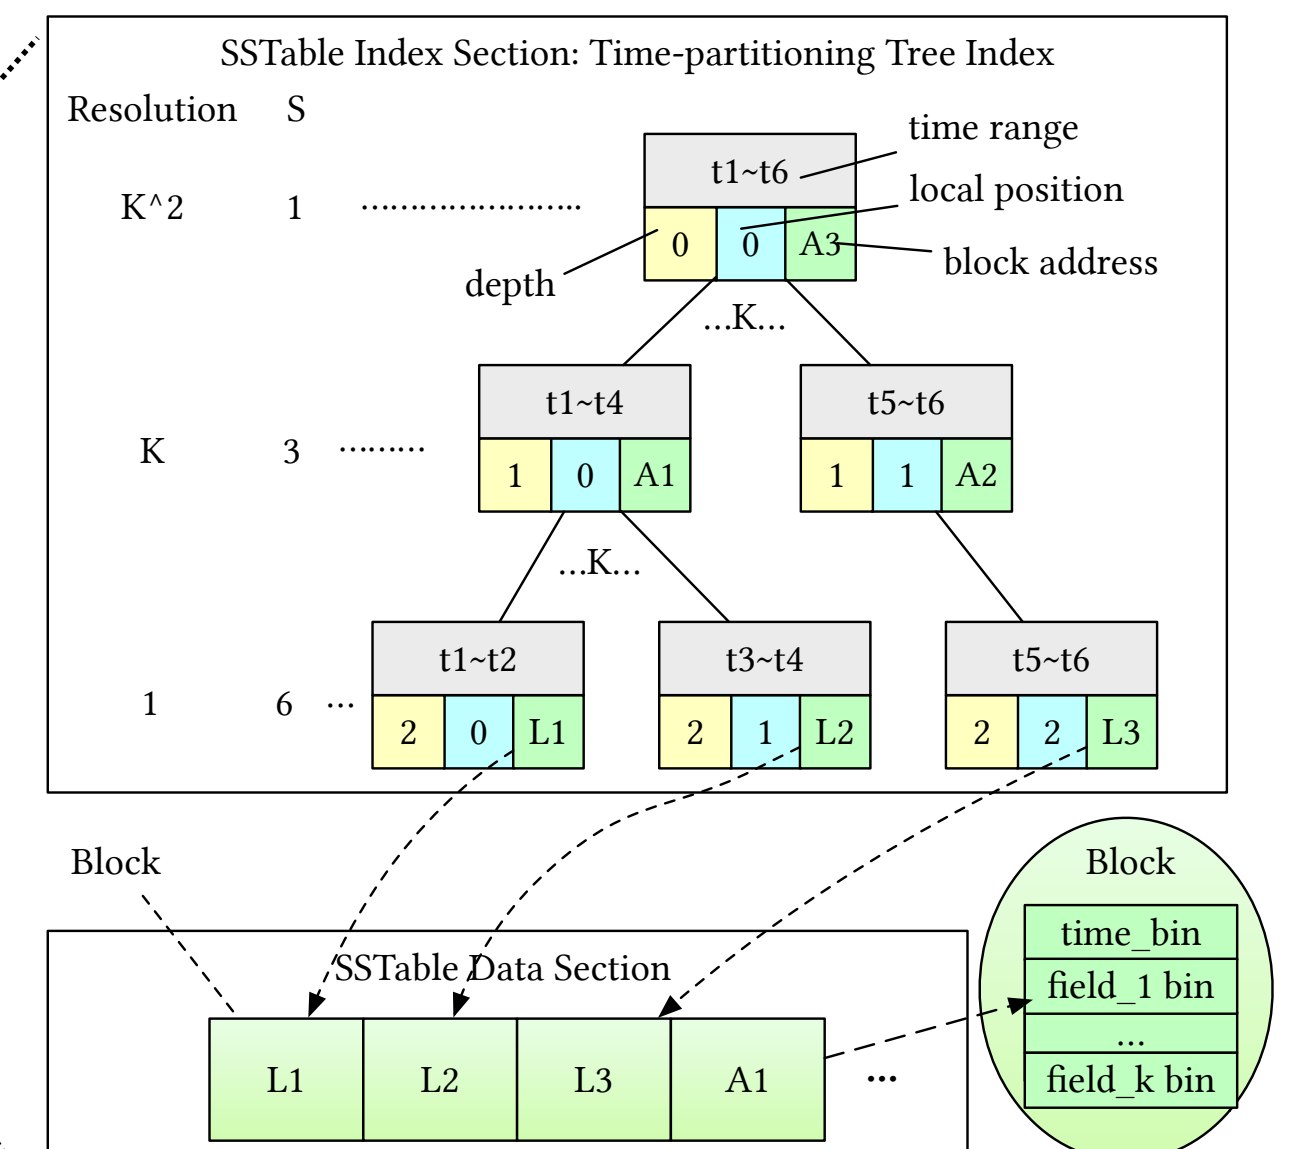 SSTable Index Section: Time-partitioning Tree Index
Resolution S
time range
t1~t6
local position
K^2 1 ........................
0 0 A3
block address
depth
...K...
t1~t4 t5~t6
K 3 .........
1 0 A1 1 1 A2
...K...
t1~t2 t3~t4 t5~t6
1 6 ...
2 0 L1 2 1 L2 2 2 L3
Block
Block
time_bin
SSTable Data Section
field_1 bin
...
L1 L2 L3 A1 ...
field_k bin